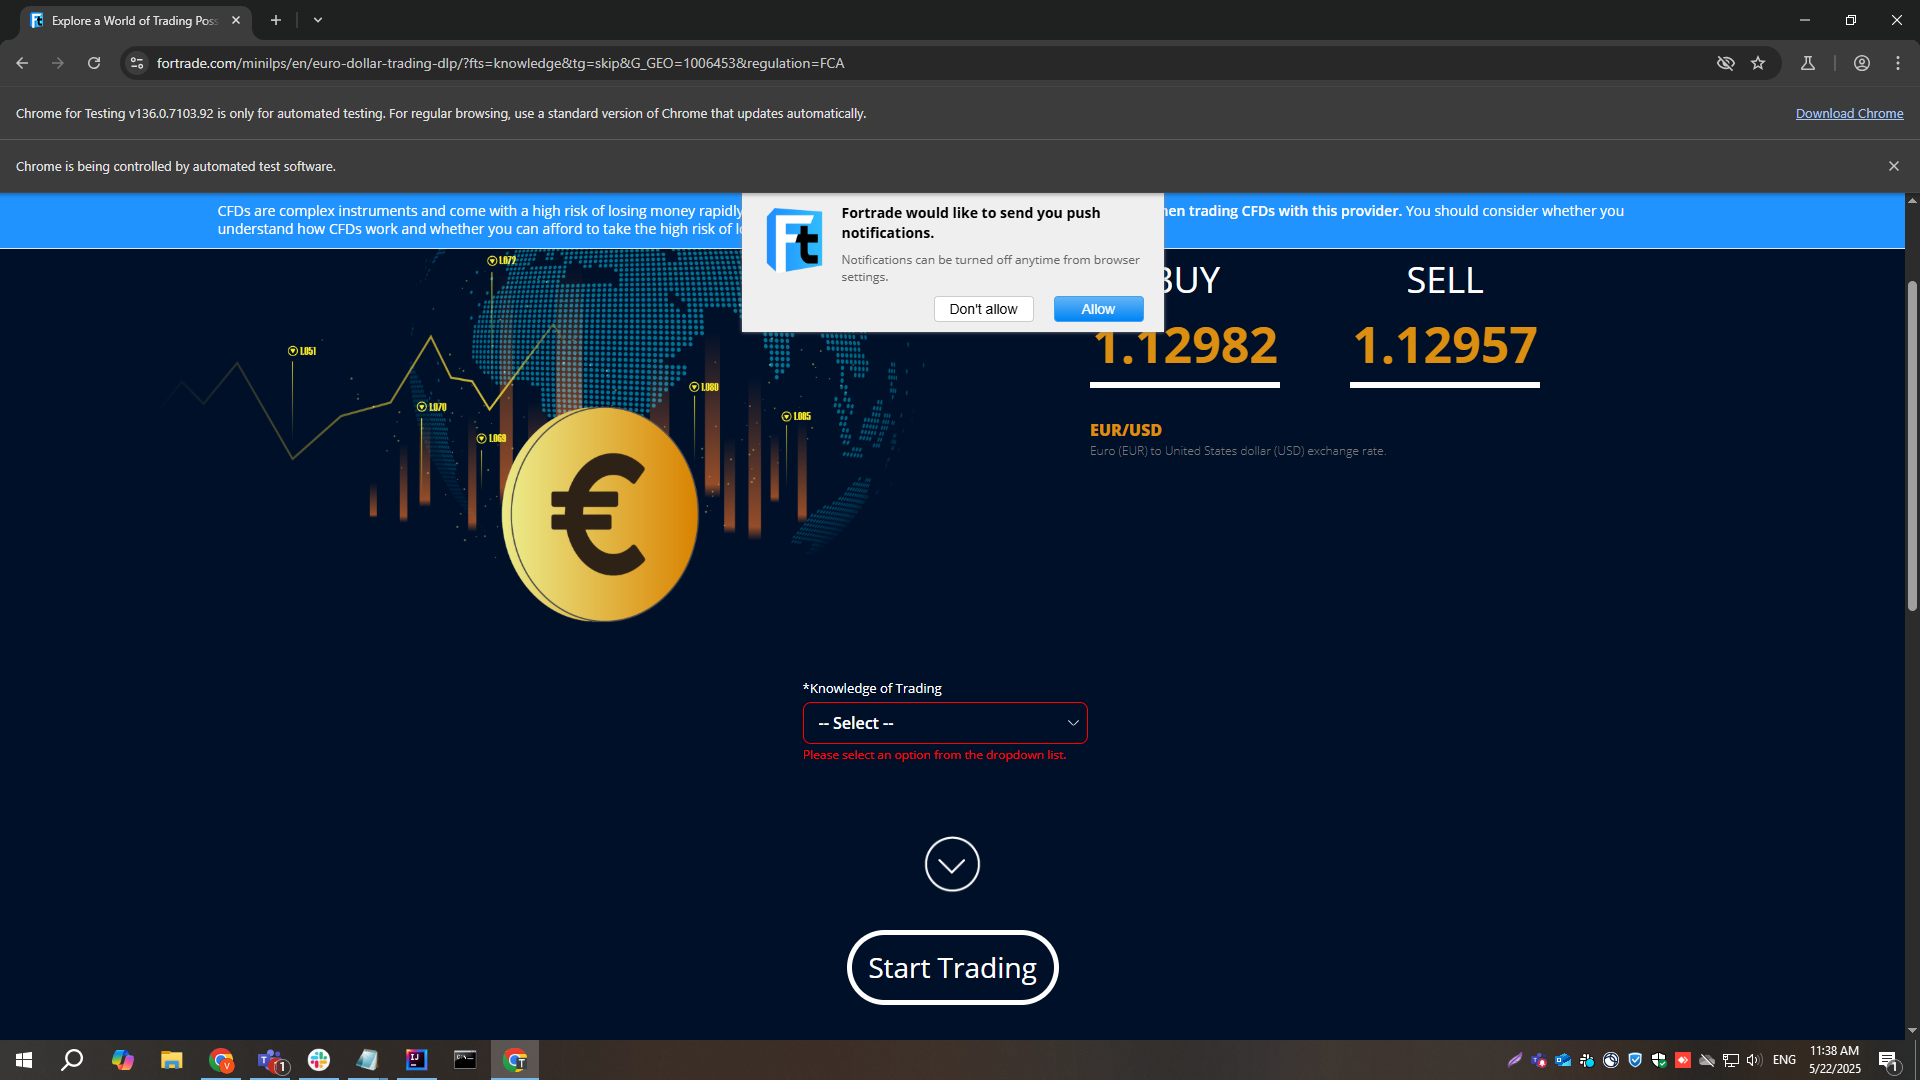 Explore a World of Trading Poss
fortrade.com/minilps/en/euro-dollar-trading-dlp/?fts=knowledge&tg=skip&G_GEO=1006453&regulation=FCA
Chrome for Testing v136.0.7103.92 is only for automated testing. For regular browsing, use a standard version of Chrome that updates automatically.
Download Chrome
Chrome is being controlled by automated test software.
CFDs are complex instruments and come with a high risk of losing money rapidly
hen trading CFDs with this provider. You should consider whether you
understand how CFDs work and whether you can afford to take the high risk of lo
Ft
Fortrade would like to send you push
notifications.
Notifications can be turned off anytime from browser
settings.
Don't allow
Allow
BUY
SELL
1.12982
1.12957
EUR/USD
Euro (EUR) to United States dollar (USD) exchange rate.
1.072
1.051
1.080
1.070
1.085
1.069
€
*Knowledge of Trading
-- Select --
Please select an option from the dropdown list.
Start Trading
ENG
11:38 AM
5/22/2025